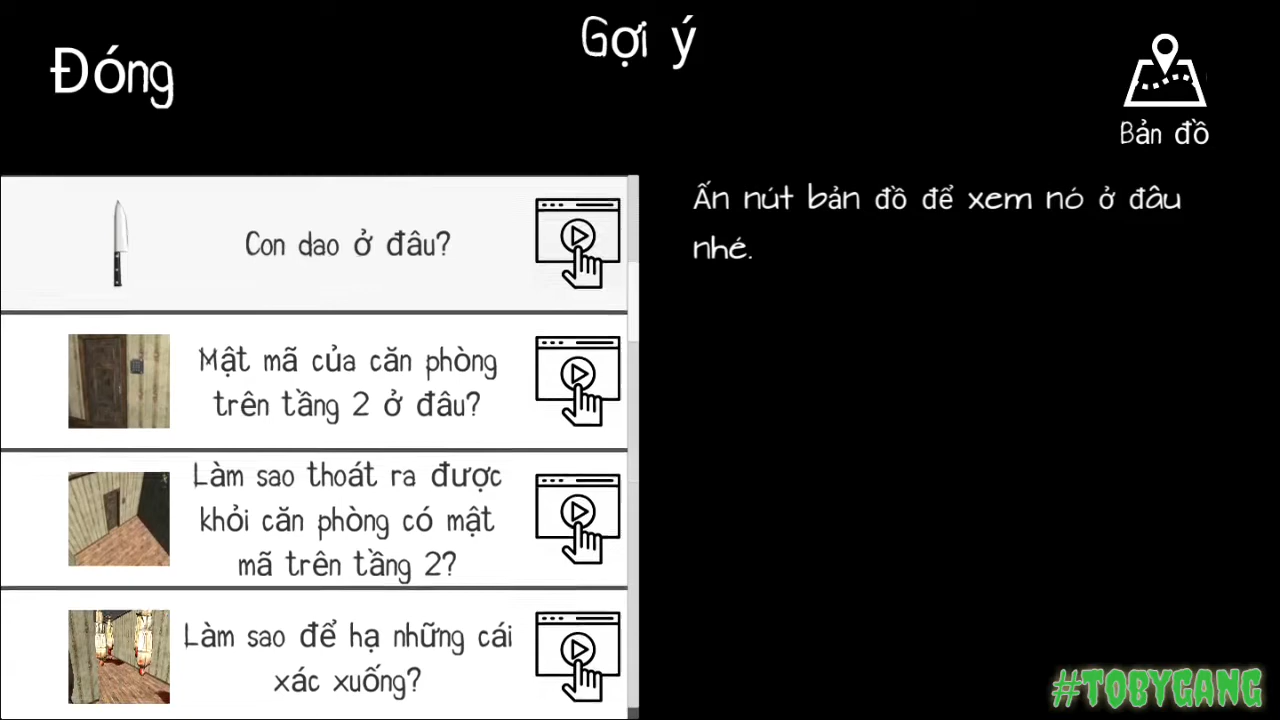 Gợi ý
Đóng
Bản đồ
Con dao ở đâu?
Mật mã của căn phòng
trên tầng 2 ở đâu?
Làm sao thoát ra được
khỏi căn phòng có mật
mã trên tầng 2?
Làm sao để hạ những cái
xác xuống?
Ấn nút bản đồ để xem nó ở đâu
nhé.
#TOBYGANG